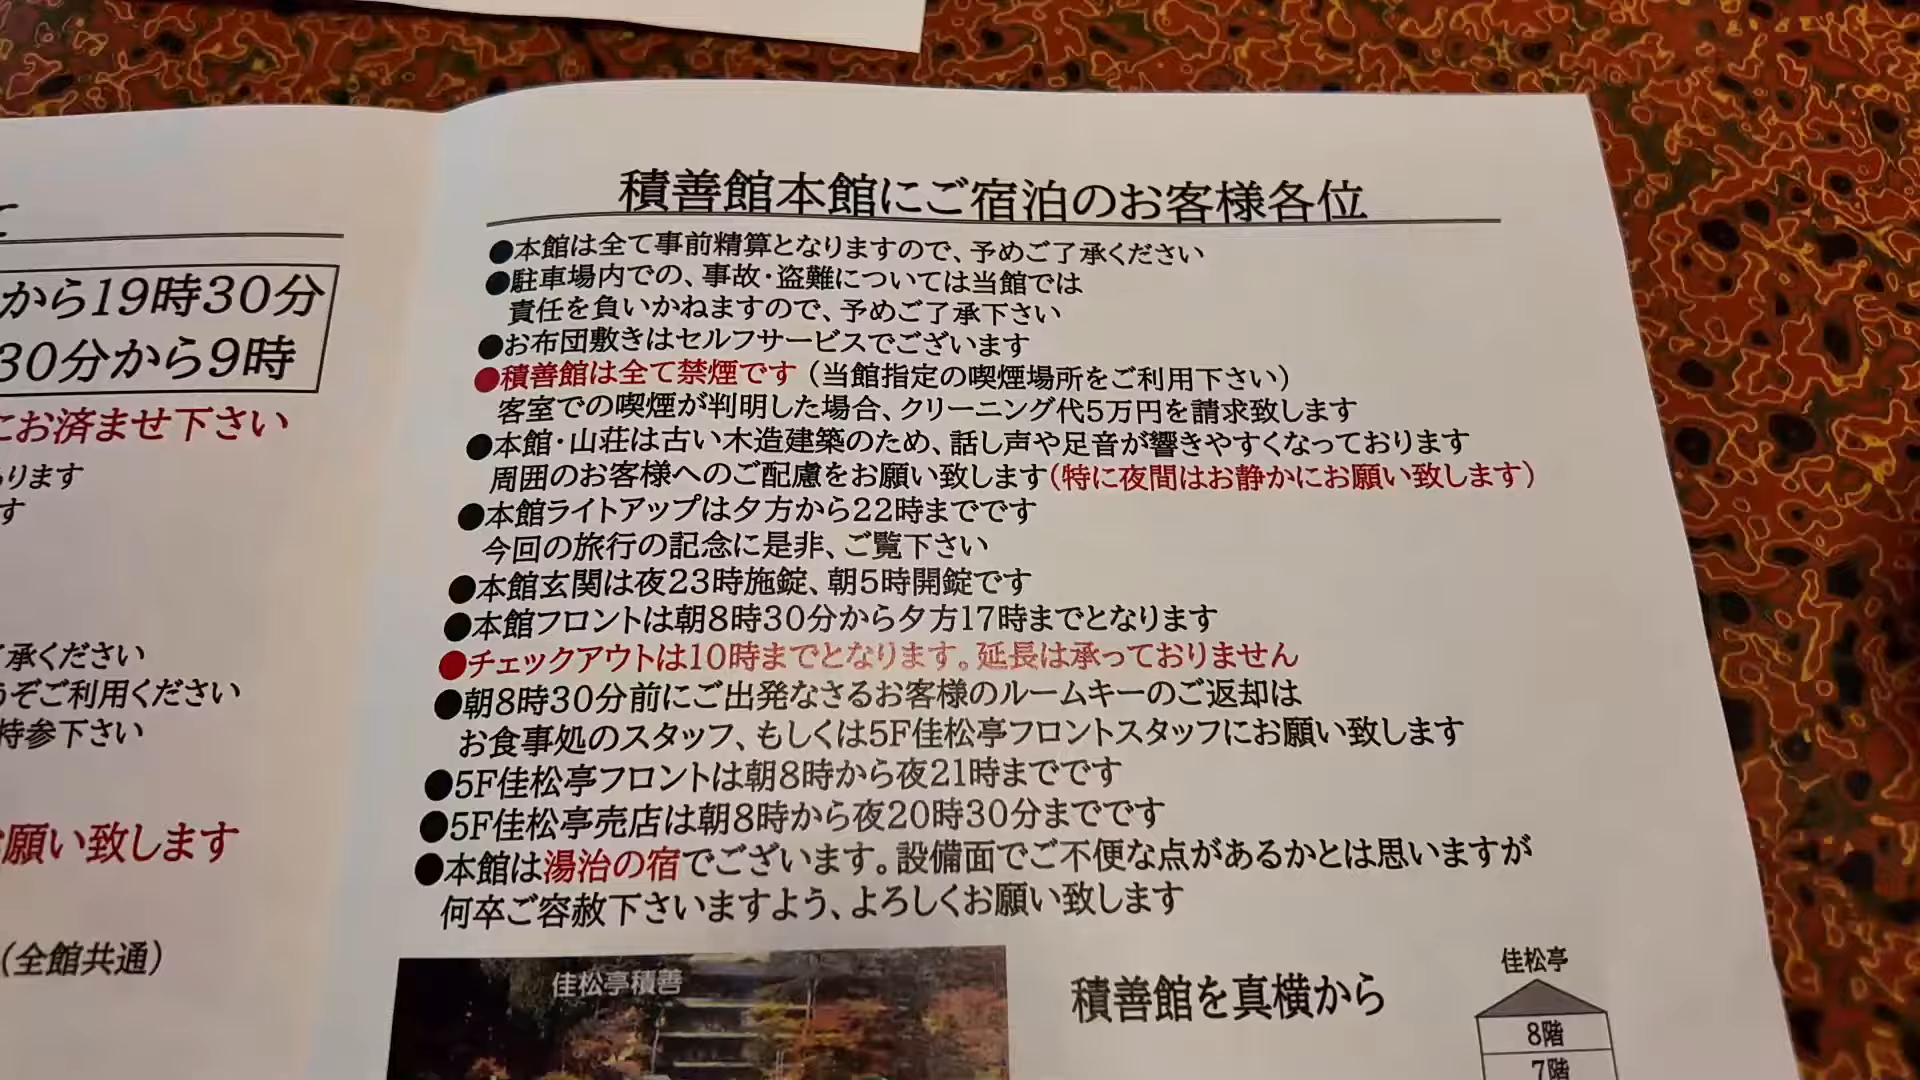 から19時30分
30分から9時
にお済ませ下さい
ります
す
了承ください
うぞご利用ください
持参下さい
お願い致します
（全館共通）
積善館本館にご宿泊のお客様各位
●本館は全て事前精算となりますので、予めご了承ください
●駐車場内での、事故・盗難については当館では
責任を負いかねますので、予めご了承下さい
●お布団敷きはセルフサービスでございます
●積善館は全て禁煙です（当館指定の喫煙場所をご利用下さい）
客室での喫煙が判明した場合、クリーニング代5万円を請求致します
●本館・山荘は古い木造建築のため、話し声や足音が響きやすくなっております
周囲のお客様へのご配慮をお願い致します（特に夜間はお静かにお願い致します）
●本館ライトアップは夕方から22時までです
今回の旅行の記念に是非、ご覧下さい
●本館玄関は夜23時施錠、朝5時開錠です
●本館フロントは朝8時30分から夕方17時までとなります
●チェックアウトは10時までとなります。延長は承っておりません
●朝8時30分前にご出発なさるお客様のルームキーのご返却は
お食事処のスタッフ、もしくは5F佳松亭フロントスタッフにお願い致します
●5F佳松亭フロントは朝8時から夜21時までです
●5F佳松亭売店は朝8時から夜20時30分までです
●本館は湯治の宿でございます。設備面でご不便な点があるかとは思いますが
何卒ご容赦下さいますよう、よろしくお願い致します
佳松亭積善
積善館を真横から
佳松亭
8階
7階